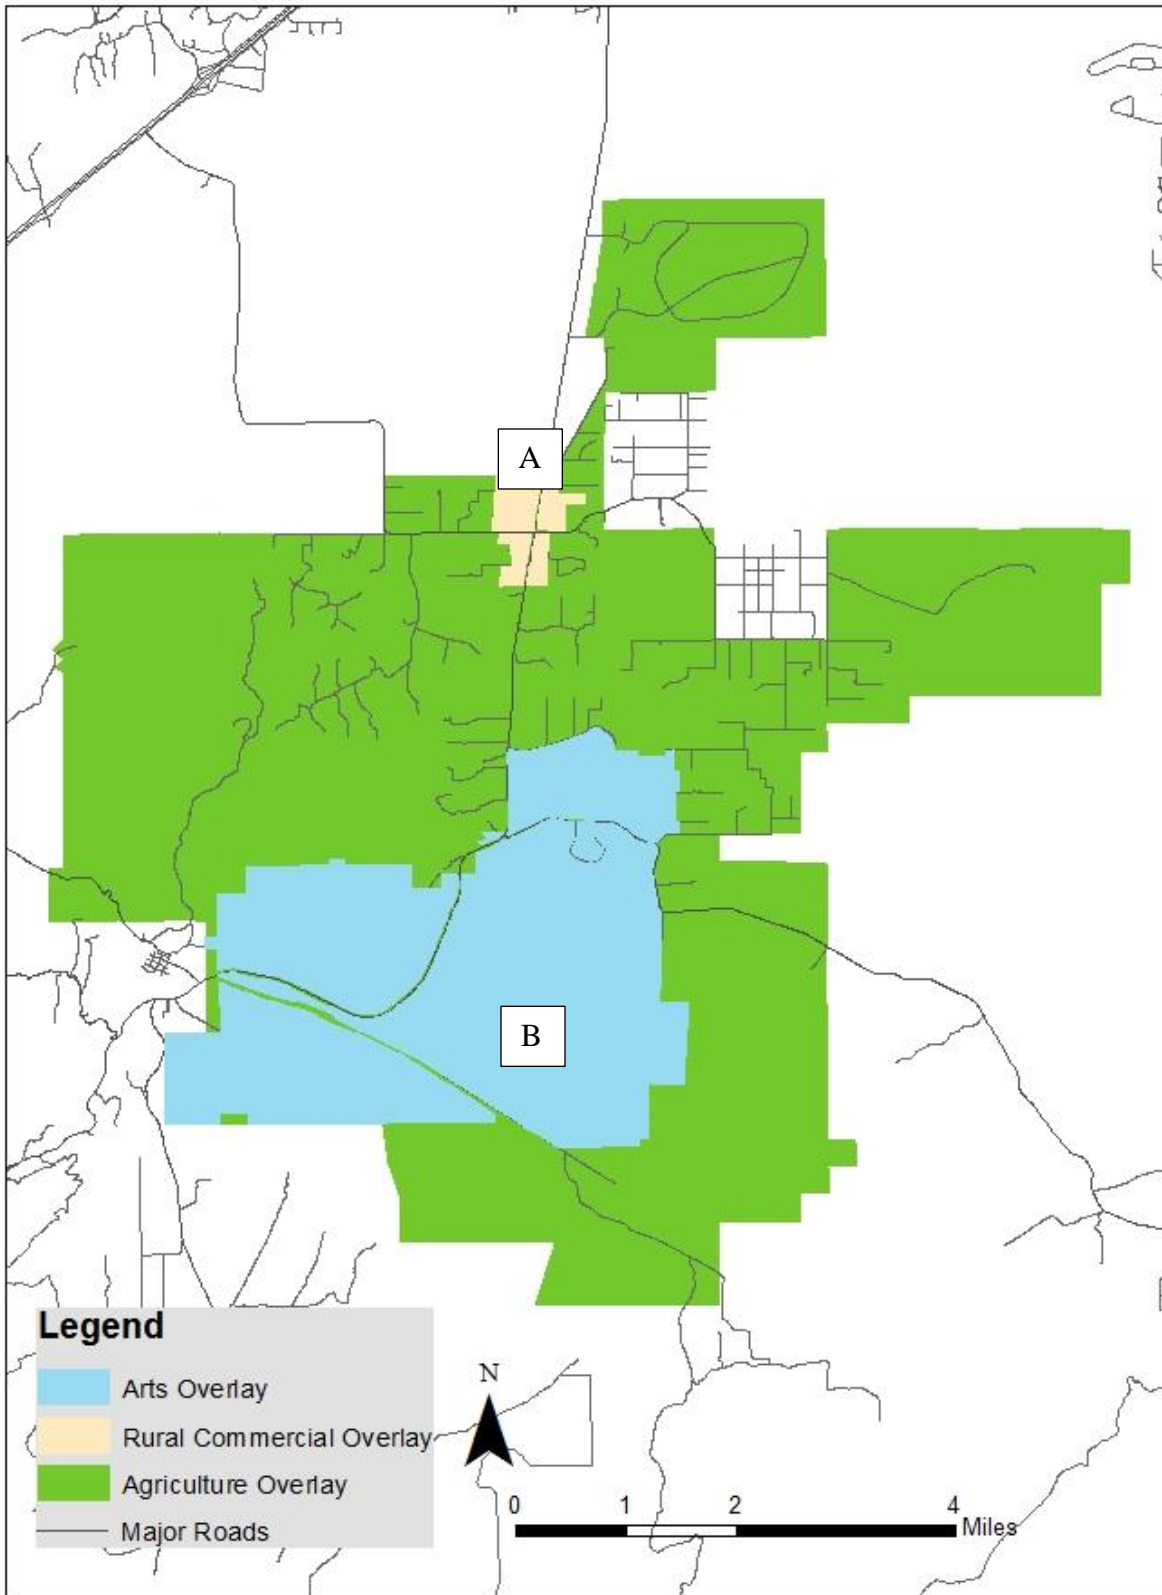 A
B
Legend
Arts Overlay
Rural Commercial Overlay
Agriculture Overlay
Major Roads
N
0 1 2 4
Miles